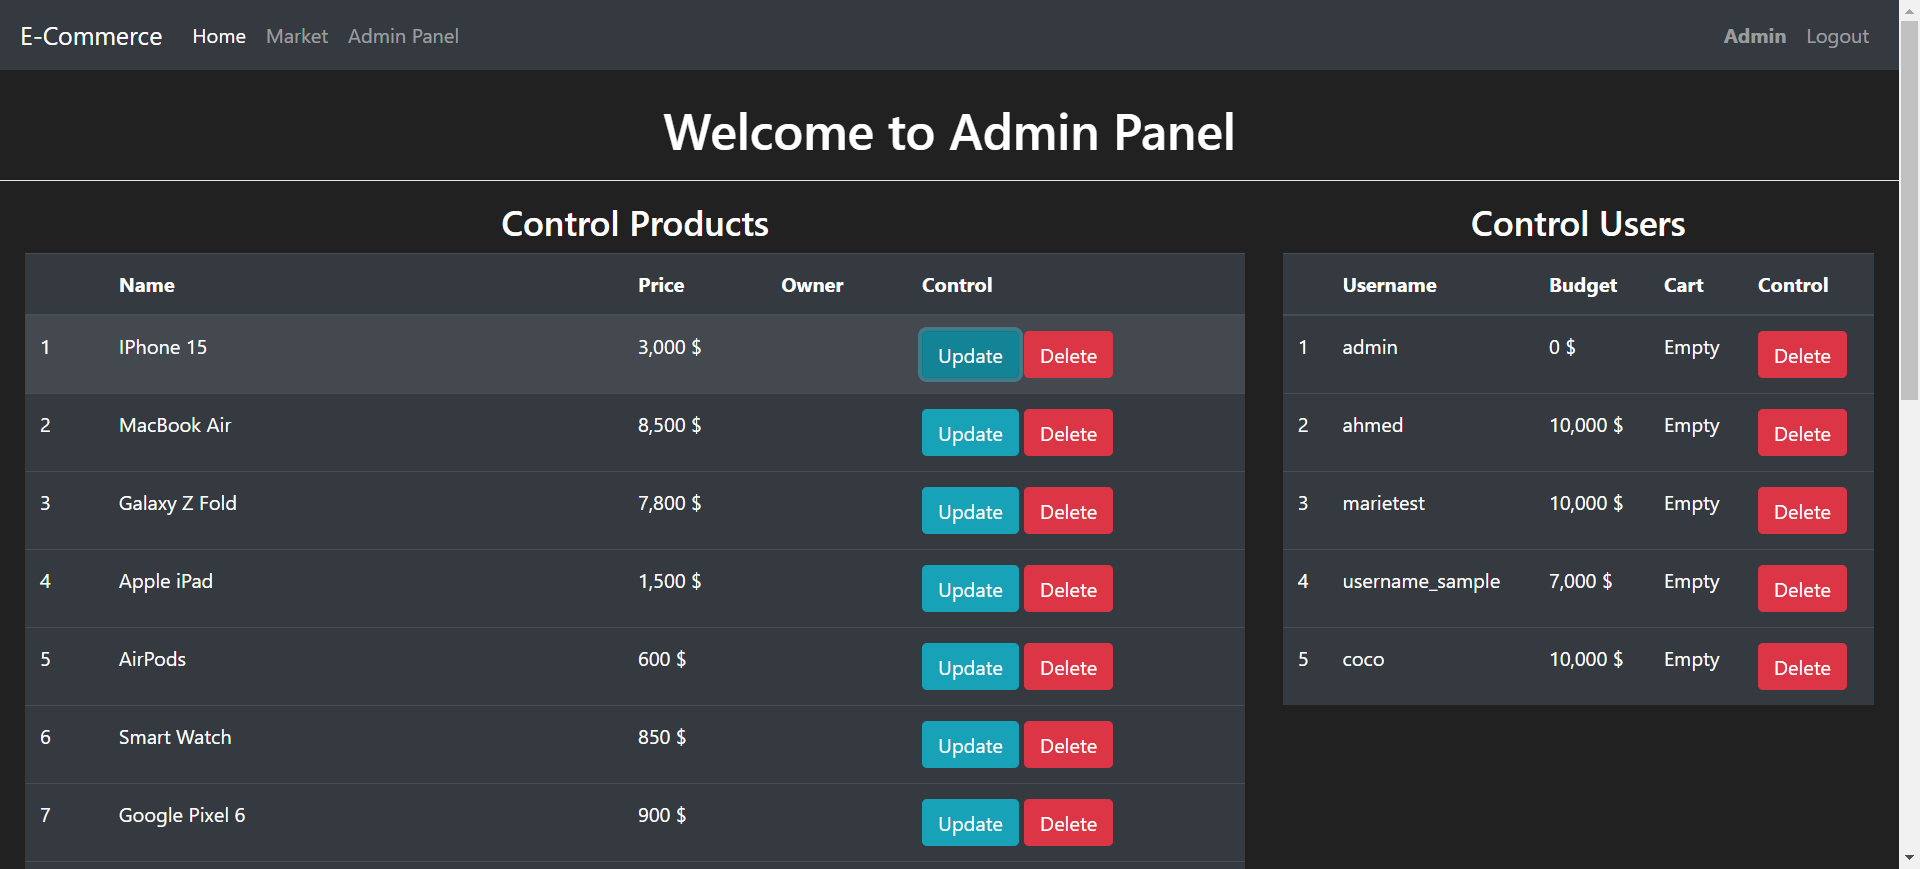 E-Commerce Home Market Admin Panel Admin Logout
Welcome to Admin Panel
Control Products
Name Price Owner Control
1 IPhone 15 3,000 $ Update Delete
2 MacBook Air 8,500 $ Update Delete
3 Galaxy Z Fold 7,800 $ Update Delete
4 Apple iPad 1,500 $ Update Delete
5 AirPods 600 $ Update Delete
6 Smart Watch 850 $ Update Delete
7 Google Pixel 6 900 $ Update Delete
Control Users
Username Budget Cart Control
1 admin 0 $ Empty Delete
2 ahmed 10,000 $ Empty Delete
3 marietest 10,000 $ Empty Delete
4 username_sample 7,000 $ Empty Delete
5 coco 10,000 $ Empty Delete